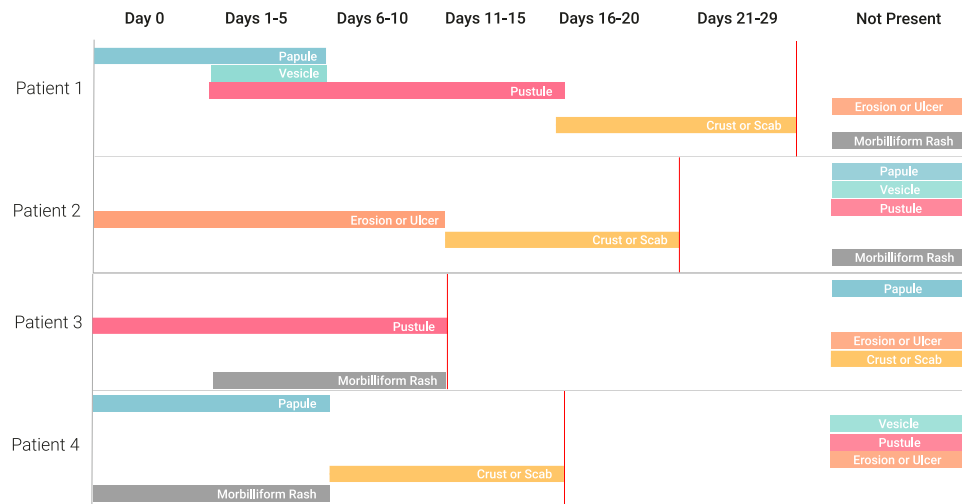 Day 0 Days 1-5 Days 6-10 Days 11-15 Days 16-20 Days 21-29 Not Present
Patient 1
Papule
Vesicle
Pustule
Crust or Scab
Erosion or Ulcer
Morbilliform Rash
Patient 2
Erosion or Ulcer
Crust or Scab
Papule
Vesicle
Pustule
Morbilliform Rash
Patient 3
Pustule
Morbilliform Rash
Papule
Erosion or Ulcer
Crust or Scab
Patient 4
Papule
Crust or Scab
Morbilliform Rash
Vesicle
Pustule
Erosion or Ulcer